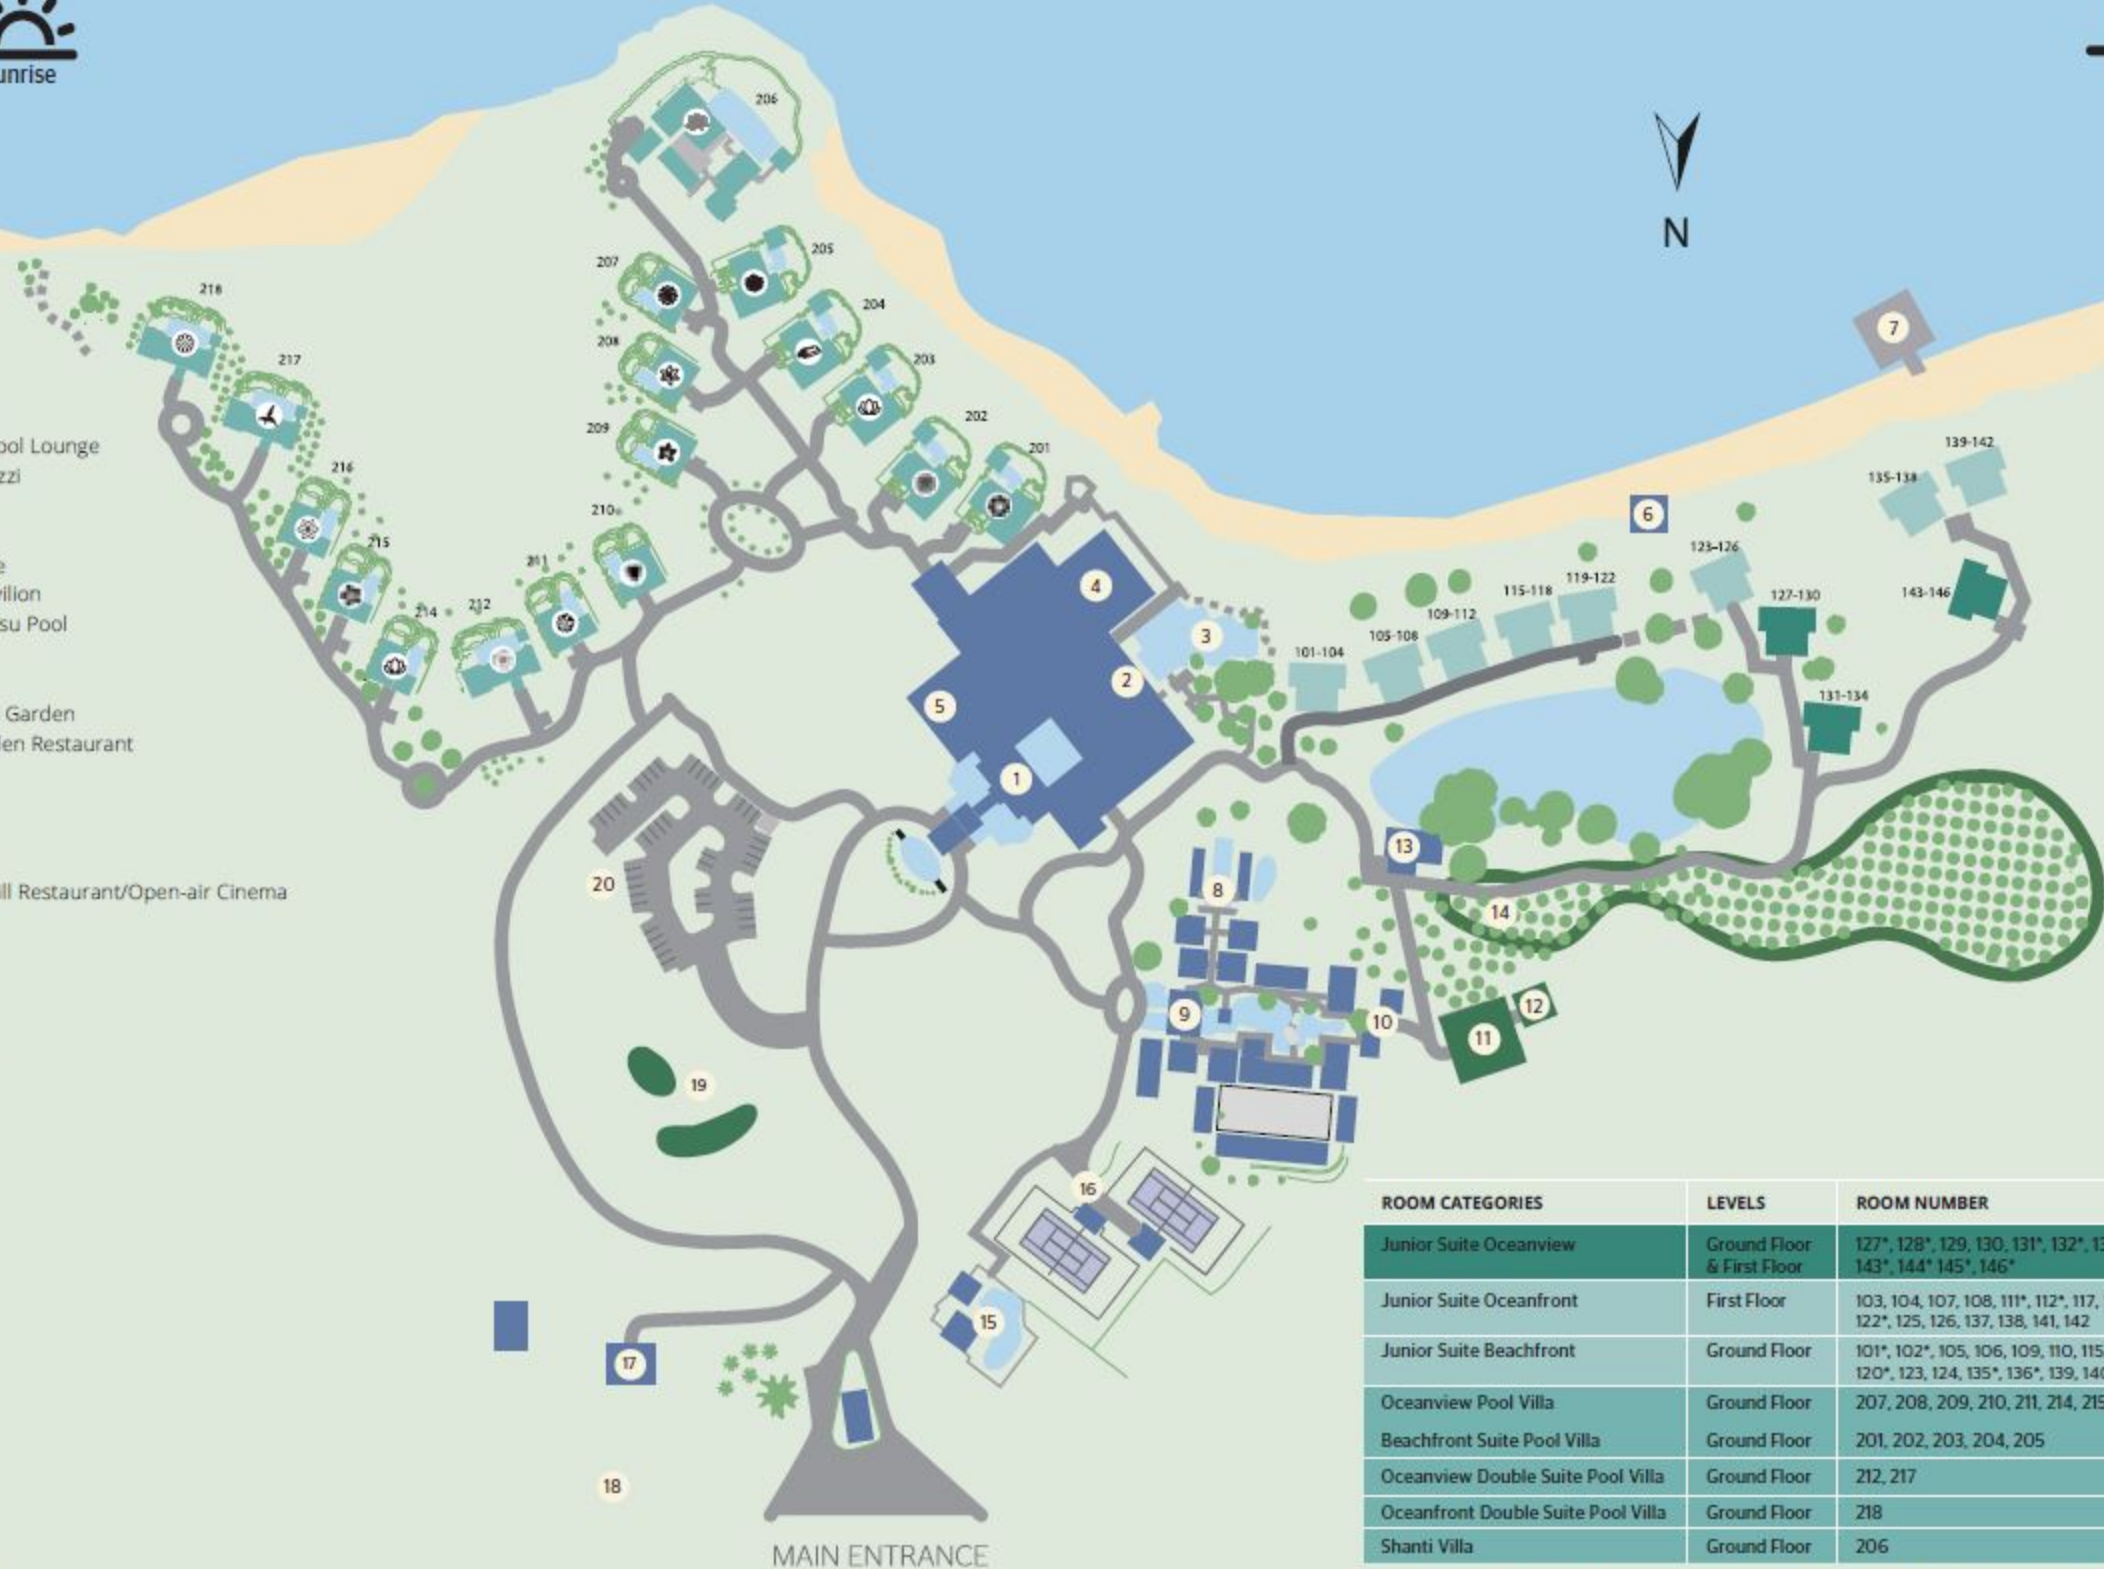 unrise
206
N
205
207
218
204
7
208
217
203
209
202
139-142
ool Lounge
201
216
135-138
zzi
210
6
215
211
123-126
119-122
4
115-118
127-130
143-146
214
212
109-112
vilion
su Pool
3
105-108
101-104
2
131-134
5
Garden
len Restaurant
1
13
20
8
ill Restaurant/Open-air Cinema
14
12
9
10
11
19
16
15
17
18
MAIN ENTRANCE
ROOM CATEGORIES LEVELS ROOM NUMBER
Junior Suite Oceanview Ground Floor 127*, 128*, 129, 130, 131*, 132*,
& First Floor 143*, 144* 145*, 146*
Junior Suite Oceanfront First Floor 103, 104, 107, 108, 111*, 112*, 117,
122*, 125, 126, 137, 138, 141, 142
Junior Suite Beachfront Ground Floor 101*, 102*, 105, 106, 109, 110, 115
120*, 123, 124, 135*, 136*, 139,
Oceanview Pool Villa Ground Floor 207, 208, 209, 210, 211, 214, 215
Beachfront Suite Pool Villa Ground Floor 201, 202, 203, 204, 205
Oceanview Double Suite Pool Villa Ground Floor 212, 217
Oceanfront Double Suite Pool Villa Ground Floor 218
Shanti Villa Ground Floor 206